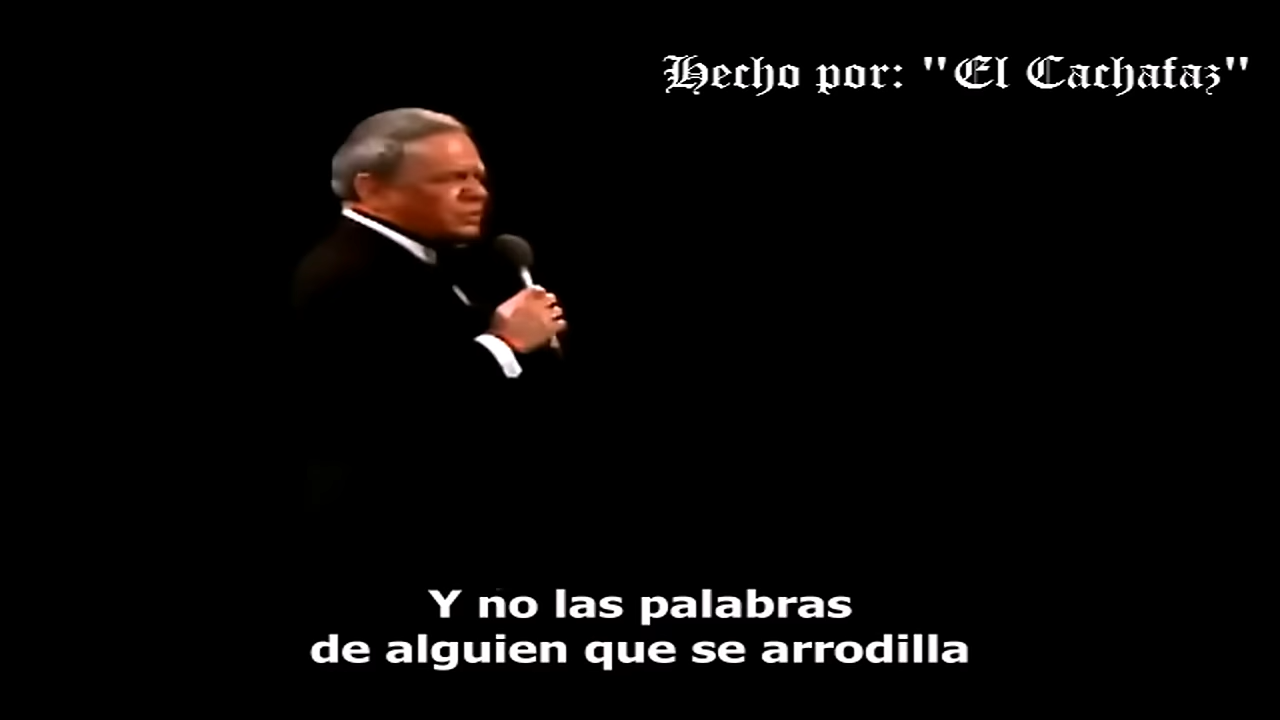 Hecho por: "El Cachafaz"
Y no las palabras
de alguien que se arrodilla